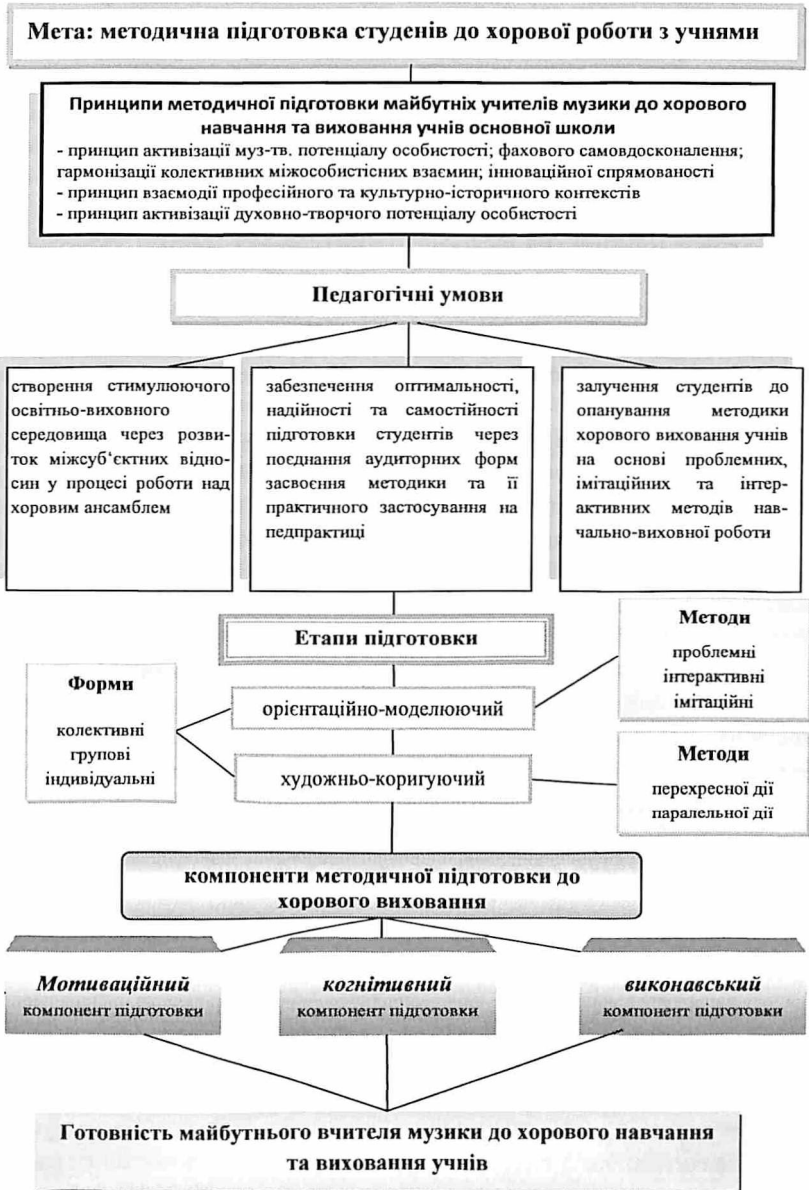 Мета: методична підготовка студенів до хорової роботи з учнями
Принципи методичної підготовки майбутніх учителів музики до хорового
навчання та виховання учнів основної школи
- принцип активізації муз-тв. потенціалу особистості; фахового самовдосконалення;
гармонізації колективних міжособистісних взаємин; інноваційної спрямованості
- принцип взаємодії професійного та культурно-історичного контекстів
- принцип активізації духовно-творчого потенціалу особистості
Педагогічні умови
створення стимулюючого
освітньо-виховного
середовища через розви-
ток міжсуб'єктних відно-
син у процесі роботи над
хоровим ансамблем
забезпечення оптимальності,
надійності та самостійності
підготовки студентів через
поєднання аудиторних форм
засвоєння методики та її
практичного застосування на
педпрактиці
залучення студентів до
опанування методики
хорового виховання учнів
на основі проблемних,
імітаційних та інтер-
активних методів нав-
чально-виховної роботи
Етапи підготовки
Форми
колективні
групові
індивідуальні
орієнтаційно-моделюючий
художньо-коригуючий
Методи
проблемні
інтерактивні
імітаційні
Методи
перехресної дії
паралельної дії
компоненти методичної підготовки до
хорового виховання
Мотиваційний
компонент підготовки
когнітивний
компонент підготовки
виконавський
компонент підготовки
Готовність майбутнього вчителя музики до хорового навчання
та виховання учнів